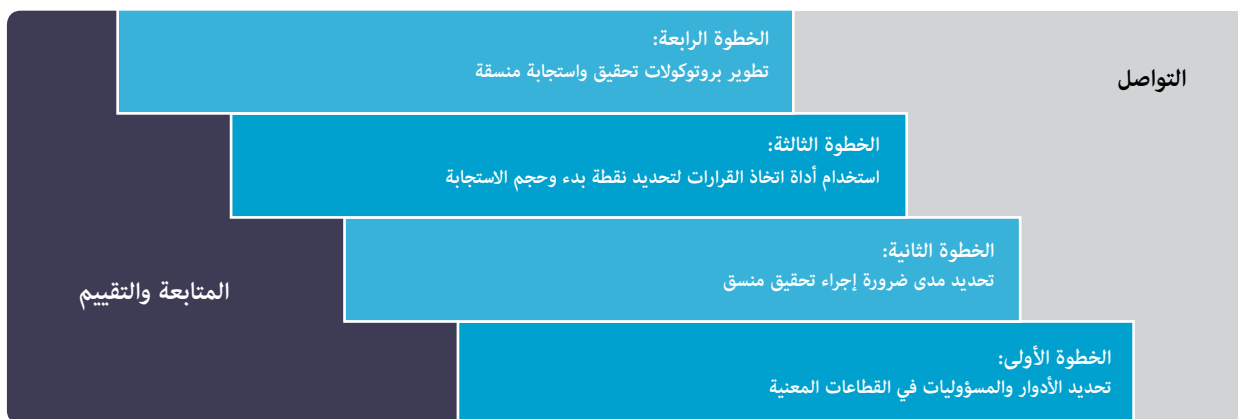 الخطوة الرابعة:
تطوير بروتوكولات تحقيق واستجابة منسقة
التواصل
الخطوة الثالثة:
استخدام أداة اتخاذ القرارات لتحديد نقطة بدء وحجم الاستجابة
الخطوة الثانية:
تحديد مدى ضرورة إجراء تحقيق منسق
المتابعة والتقييم
الخطوة الأولى:
تحديد الأدوار والمسؤوليات في القطاعات المعنية